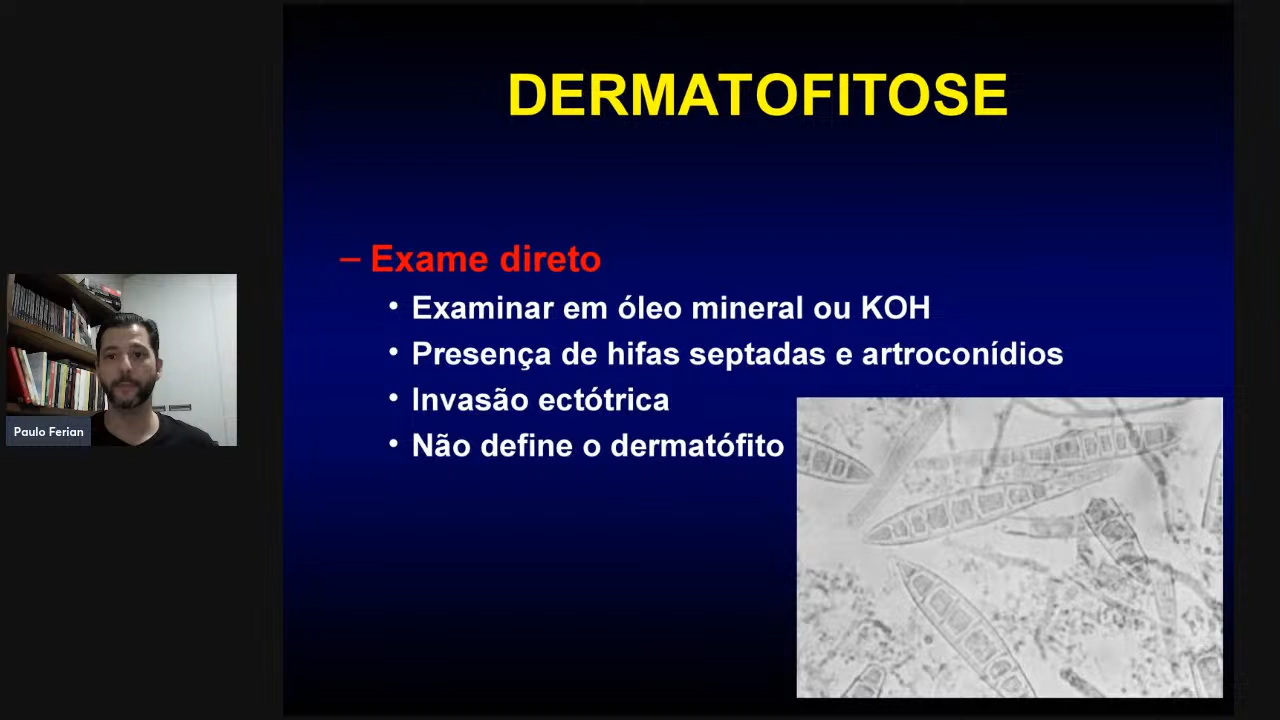 DERMATOFITOSE
– Exame direto
• Examinar em óleo mineral ou KOH
• Presença de hifas septadas e artroconídios
• Invasão ectótrica
• Não define o dermatófito
Paulo Ferian